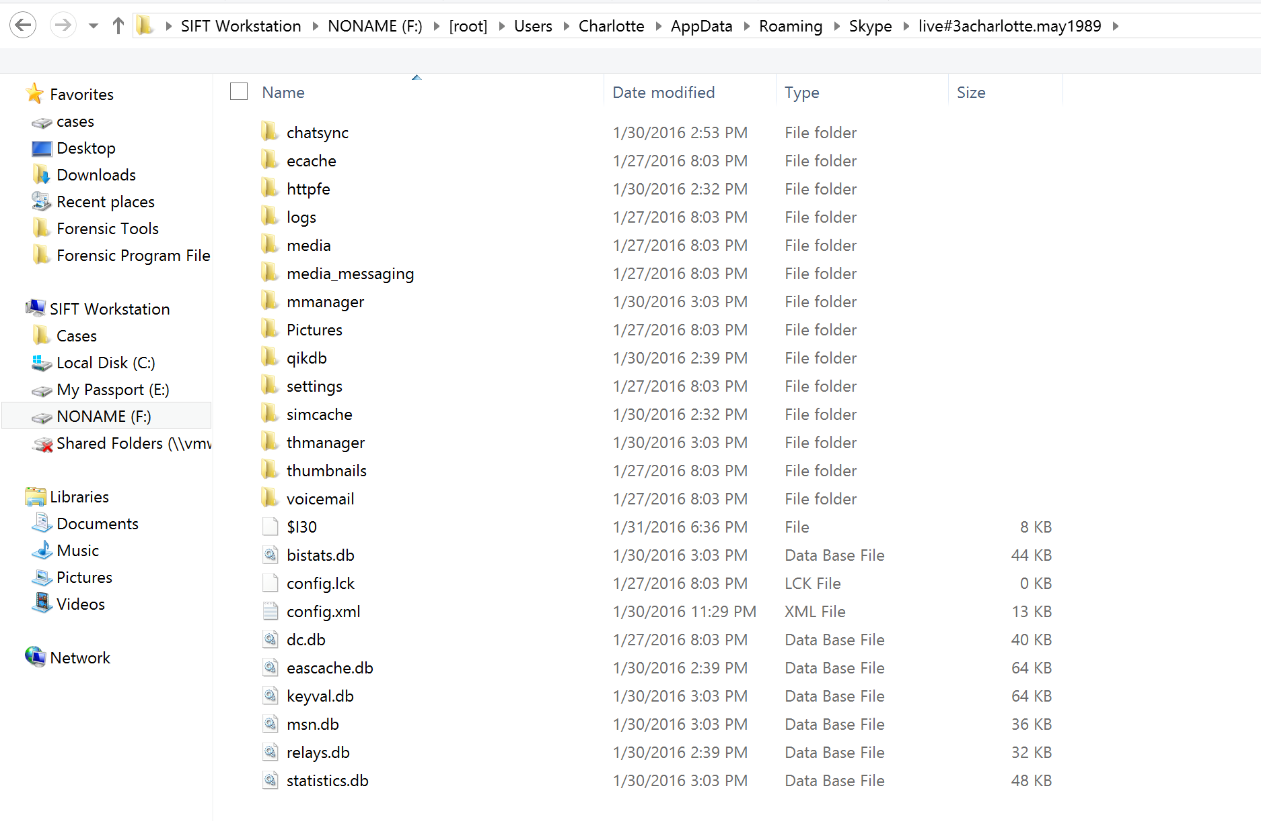 SIFT Workstation NONAME (F:) [root] Users Charlotte AppData Roaming Skype live#3acharlotte.may1989
Favorites
cases
Desktop
Downloads
Recent places
Forensic Tools
Forensic Program File
SIFT Workstation
Cases
Local Disk (C:)
My Passport (E:)
NONAME (F:)
Shared Folders (\\vmw
Libraries
Documents
Music
Pictures
Videos
Network
Name Date modified Type Size
chatsync 1/30/2016 2:53 PM File folder
ecache 1/27/2016 8:03 PM File folder
httpfe 1/30/2016 2:32 PM File folder
logs 1/27/2016 8:03 PM File folder
media 1/27/2016 8:03 PM File folder
media_messaging 1/27/2016 8:03 PM File folder
mmanager 1/30/2016 3:03 PM File folder
Pictures 1/27/2016 8:03 PM File folder
qikdb 1/30/2016 2:39 PM File folder
settings 1/27/2016 8:03 PM File folder
simcache 1/30/2016 2:32 PM File folder
thmanager 1/30/2016 3:03 PM File folder
thumbnails 1/27/2016 8:03 PM File folder
voicemail 1/27/2016 8:03 PM File folder
$I30 1/31/2016 6:36 PM File 8 KB
bistats.db 1/30/2016 3:03 PM Data Base File 44 KB
config.lck 1/27/2016 8:03 PM LCK File 0 KB
config.xml 1/30/2016 11:29 PM XML File 13 KB
dc.db 1/27/2016 8:03 PM Data Base File 40 KB
eascache.db 1/30/2016 2:39 PM Data Base File 64 KB
keyval.db 1/30/2016 3:03 PM Data Base File 64 KB
msn.db 1/30/2016 3:03 PM Data Base File 36 KB
relays.db 1/30/2016 2:39 PM Data Base File 32 KB
statistics.db 1/30/2016 3:03 PM Data Base File 48 KB